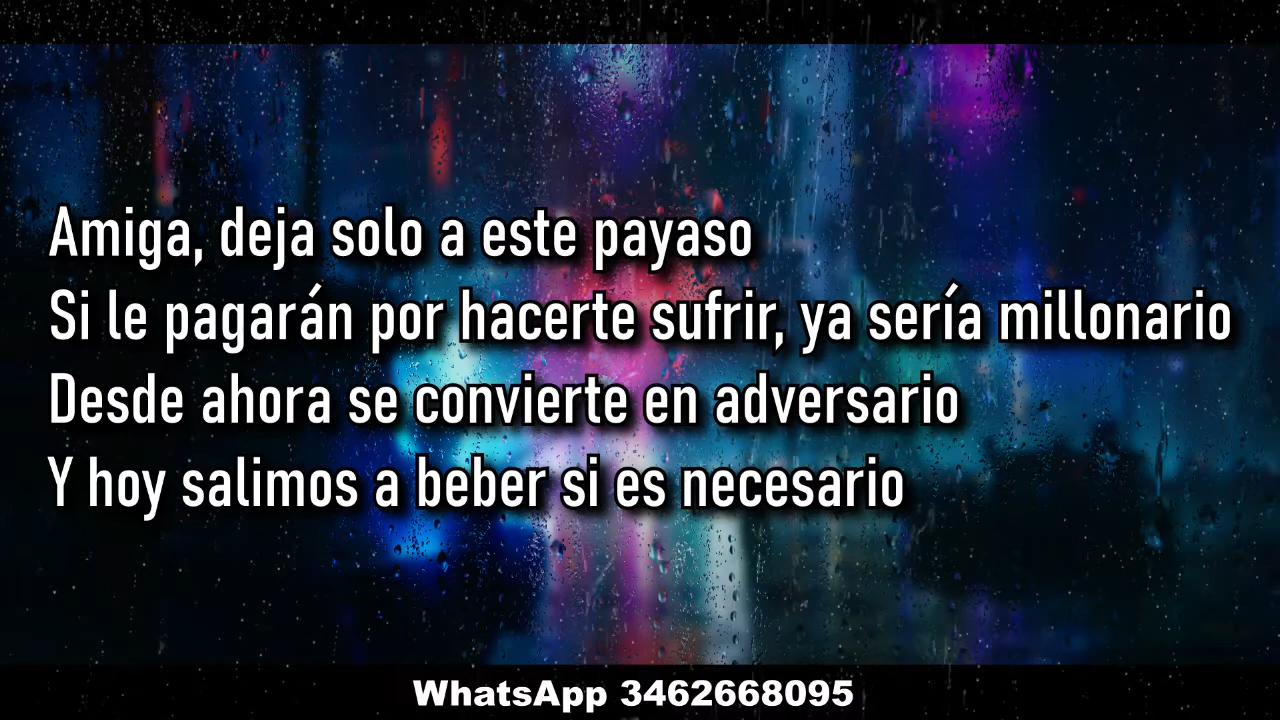 Amiga, deja solo a este payaso
Si le pagarán por hacerte sufrir, ya sería millonario
Desde ahora se convierte en adversario
Y hoy salimos a beber si es necesario
WhatsApp 3462668095